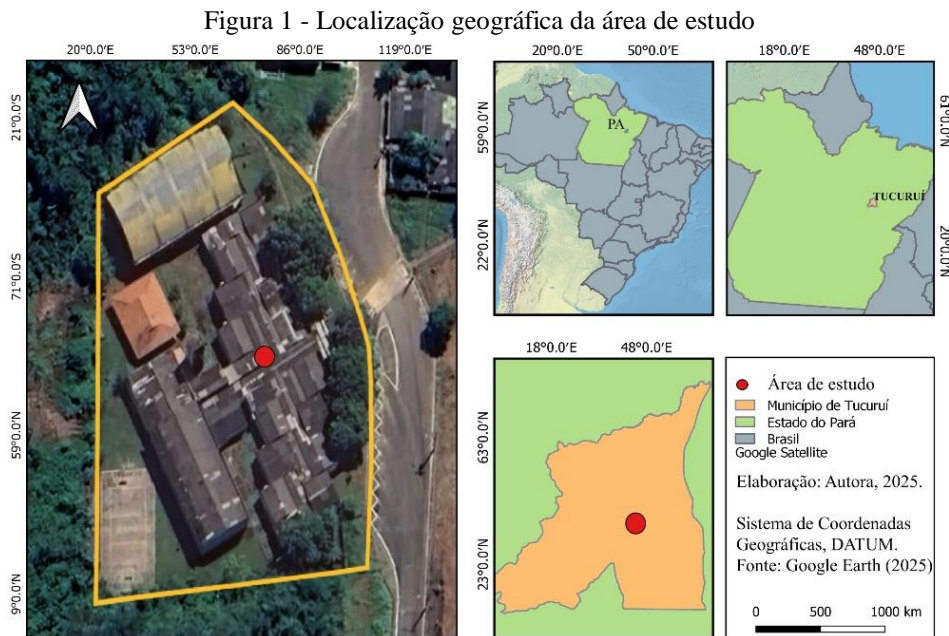 Figura 1 - Localização geográfica da área de estudo
20°0.0'E 53°0.0'E 86°0.0'E 119°0.0'E
21°0.0'S
71°0.0'S
59°0.0'N
9°0.0'N
20°0.0'E 50°0.0'E
59°0.0'N
22°0.0'N
PA
18°0.0'E 48°0.0'E
61°0.0'N
20°0.0'N
TUCURUÍ
18°0.0'E 48°0.0'E
63°0.0'N
23°0.0'N
Área de estudo
Município de Tucuruí
Estado do Pará
Brasil
Google Satellite
Elaboração: Autora, 2025.
Sistema de Coordenadas
Geográficas, DATUM.
Fonte: Google Earth (2025)
0 500 1000 km